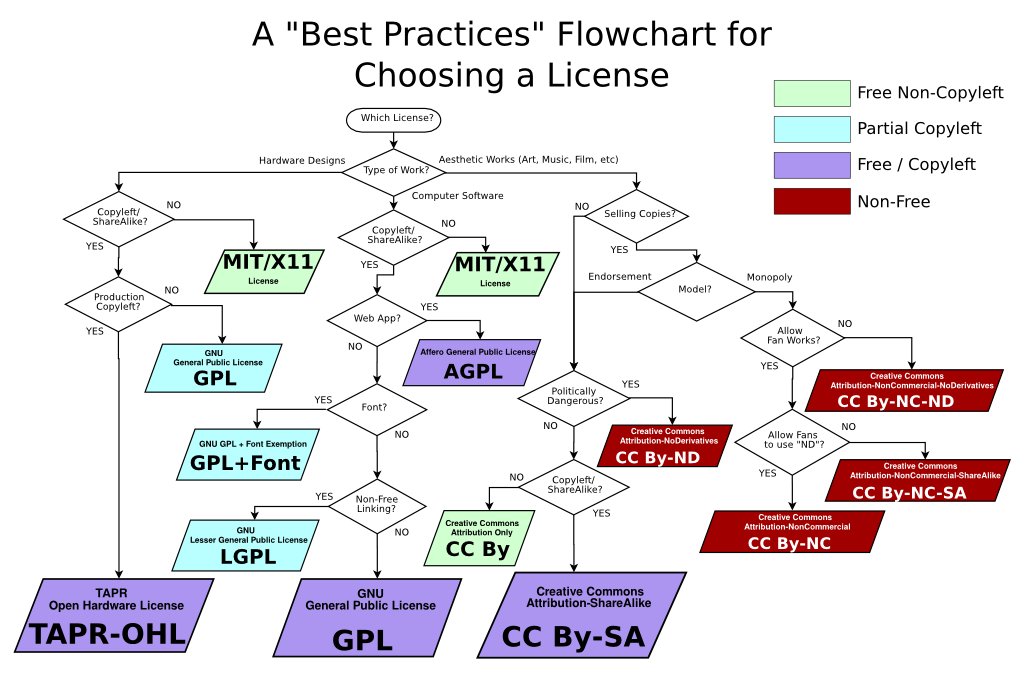 A "Best Practices" Flowchart for
Choosing a License
Free Non-Copyleft
Partial Copyleft
Free / Copyleft
Non-Free
Which License?
Type of Work?
Hardware Designs
Aesthetic Works (Art, Music, Film, etc)
Computer Software
Copyleft/
ShareAlike?
NO
YES
MIT/X11
License
Production
Copyleft?
NO
YES
GNU
General Public License
GPL
TAPR
Open Hardware License
TAPR-OHL
Copyleft/
ShareAlike?
NO
YES
MIT/X11
License
Web App?
YES
NO
Affero General Public License
AGPL
Font?
YES
NO
GNU GPL + Font Exemption
GPL+Font
Non-Free
Linking?
YES
NO
GNU
Lesser General Public License
LGPL
GNU
General Public License
GPL
Selling Copies?
NO
YES
Model?
Endorsement
Monopoly
Politically
Dangerous?
YES
NO
Creative Commons
Attribution-NoDerivatives
CC By-ND
Copyleft/
ShareAlike?
NO
YES
Creative Commons
Attribution Only
CC By
Creative Commons
Attribution-ShareAlike
CC By-SA
Allow
Fan Works?
NO
YES
Creative Commons
Attribution-NonCommercial-NoDerivatives
CC By-NC-ND
Allow Fans
to use "ND"?
NO
YES
Creative Commons
Attribution-NonCommercial-ShareAlike
CC By-NC-SA
Creative Commons
Attribution-NonCommercial
CC By-NC